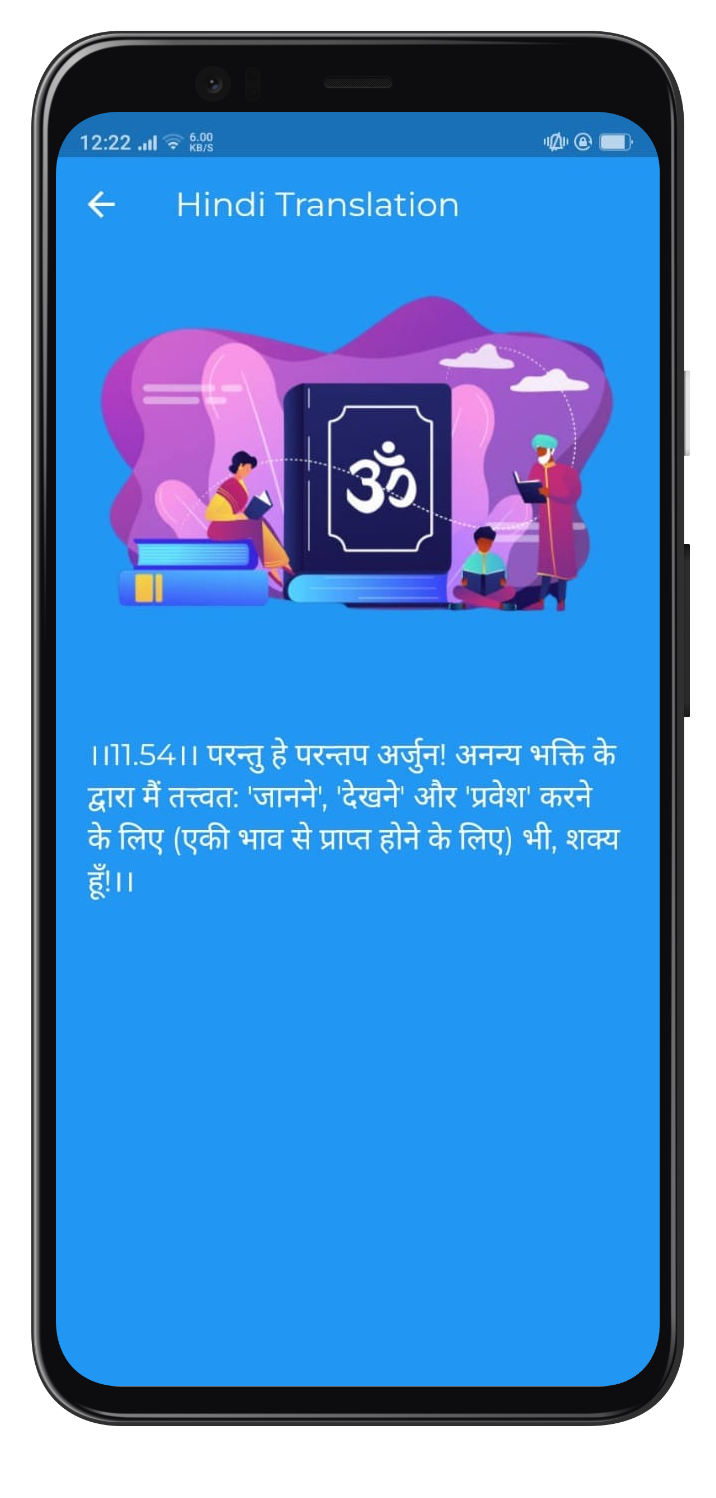 12:22 6.00
KB/S
Hindi Translation
ॐ
।।11.54।। परन्तु हे परन्तप अर्जुन! अनन्य भक्ति के
द्वारा मैं तत्त्वत: 'जानने', 'देखने' और 'प्रवेश' करने
के लिए (एकी भाव से प्राप्त होने के लिए) भी, शक्य
हूँ!।।